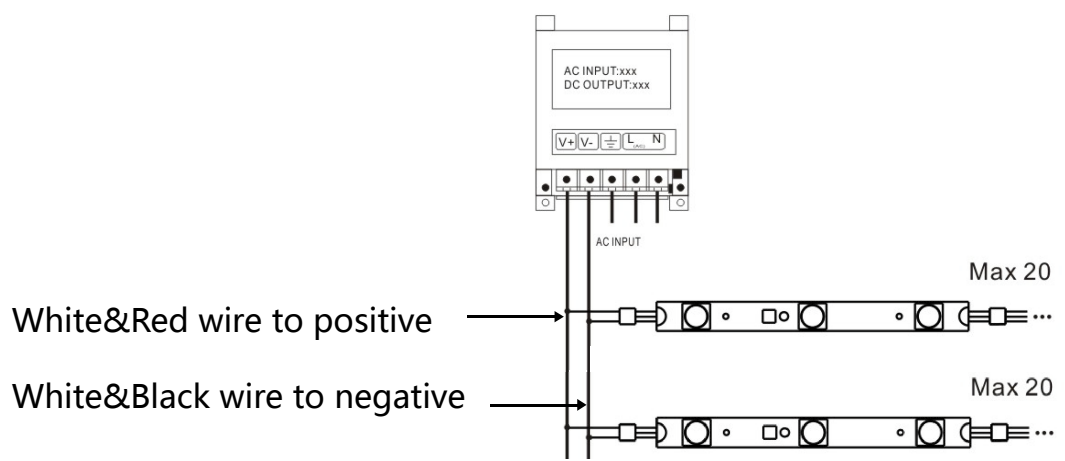 AC INPUT:xxx
DC OUTPUT:xxx
V+ V- L N
AC INPUT
Max 20
White&Red wire to positive
Max 20
White&Black wire to negative